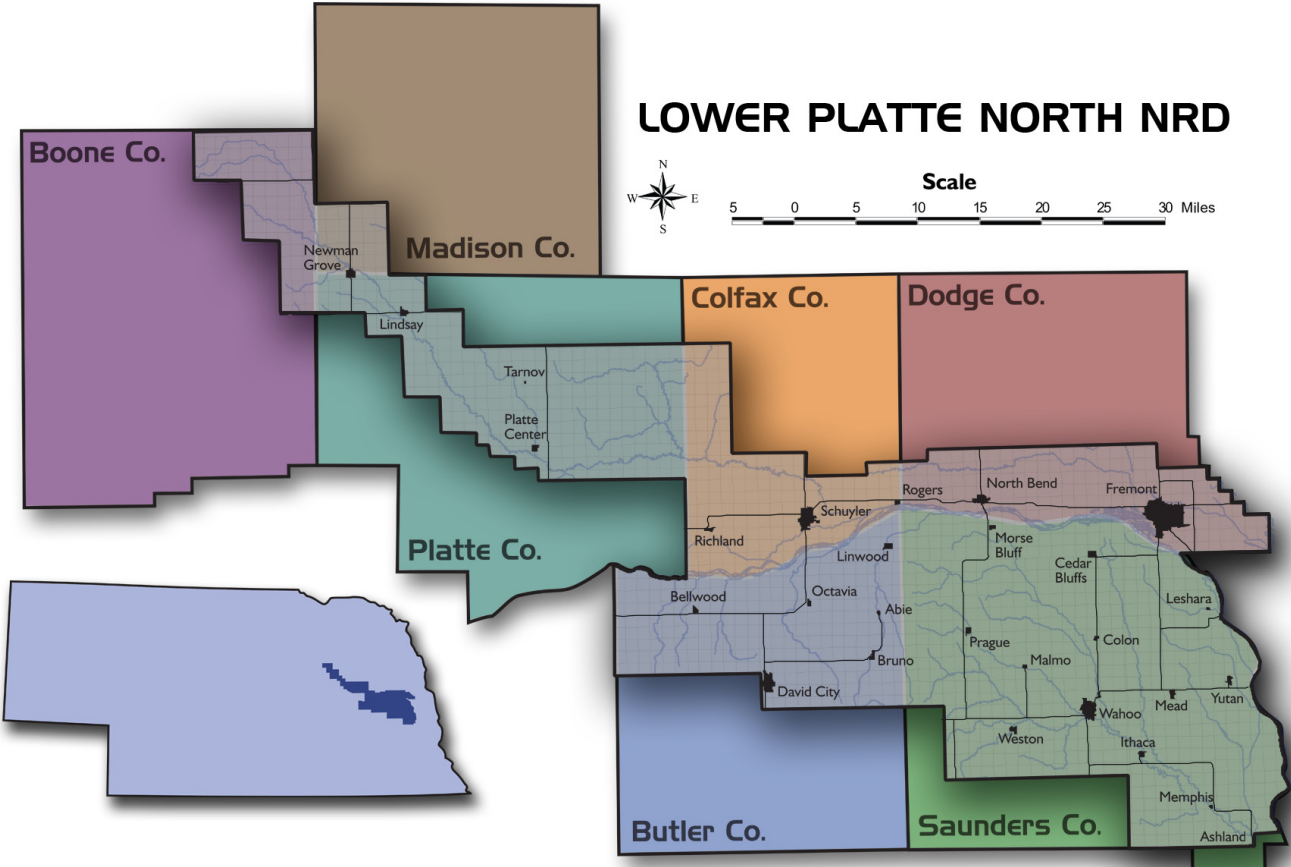 LOWER PLATTE NORTH NRD
N
W
E
S
Scale
5 0 5 10 15 20 25 30 Miles
Boone Co.
Madison Co.
Newman
Grove
Lindsay
Colfax Co.
Dodge Co.
Tarnov
Platte
Center
Platte Co.
Rogers
North Bend
Fremont
Schuyler
Richland
Linwood
Morse
Bluff
Cedar
Bluffs
Bellwood
Octavia
Abie
Leshara
Prague
Colon
Bruno
Malmo
David City
Wahoo
Mead
Yutan
Weston
Ithaca
Memphis
Ashland
Butler Co.
Saunders Co.